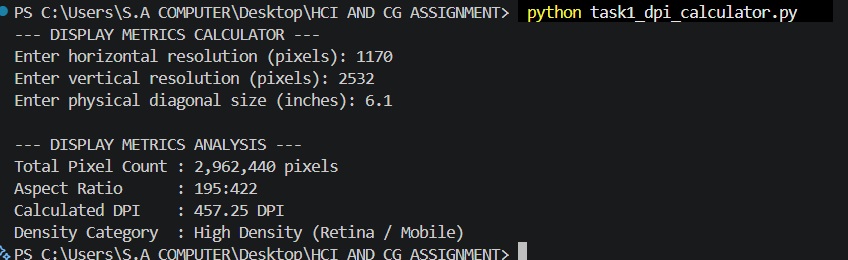 PS C:\Users\S.A COMPUTER\Desktop\HCI AND CG ASSIGNMENT> python task1_dpi_calculator.py
--- DISPLAY METRICS CALCULATOR ---
Enter horizontal resolution (pixels): 1170
Enter vertical resolution (pixels): 2532
Enter physical diagonal size (inches): 6.1
--- DISPLAY METRICS ANALYSIS ---
Total Pixel Count : 2,962,440 pixels
Aspect Ratio      : 195:422
Calculated DPI    : 457.25 DPI
Density Category  : High Density (Retina / Mobile)
PS C:\Users\S.A COMPUTER\Desktop\HCI AND CG ASSIGNMENT>